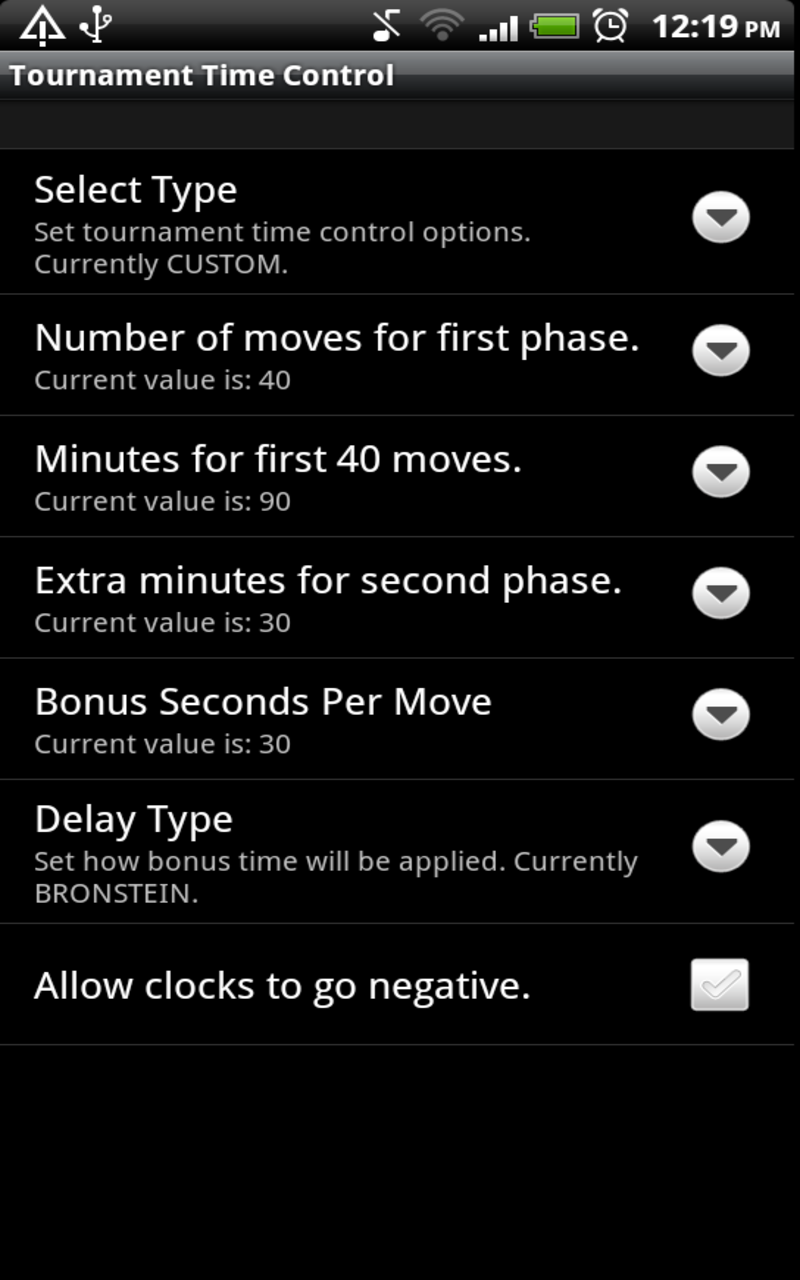 12:19 PM
Tournament Time Control
Select Type
Set tournament time control options.
Currently CUSTOM.
Number of moves for first phase.
Current value is: 40
Minutes for first 40 moves.
Current value is: 90
Extra minutes for second phase.
Current value is: 30
Bonus Seconds Per Move
Current value is: 30
Delay Type
Set how bonus time will be applied. Currently
BRONSTEIN.
Allow clocks to go negative.